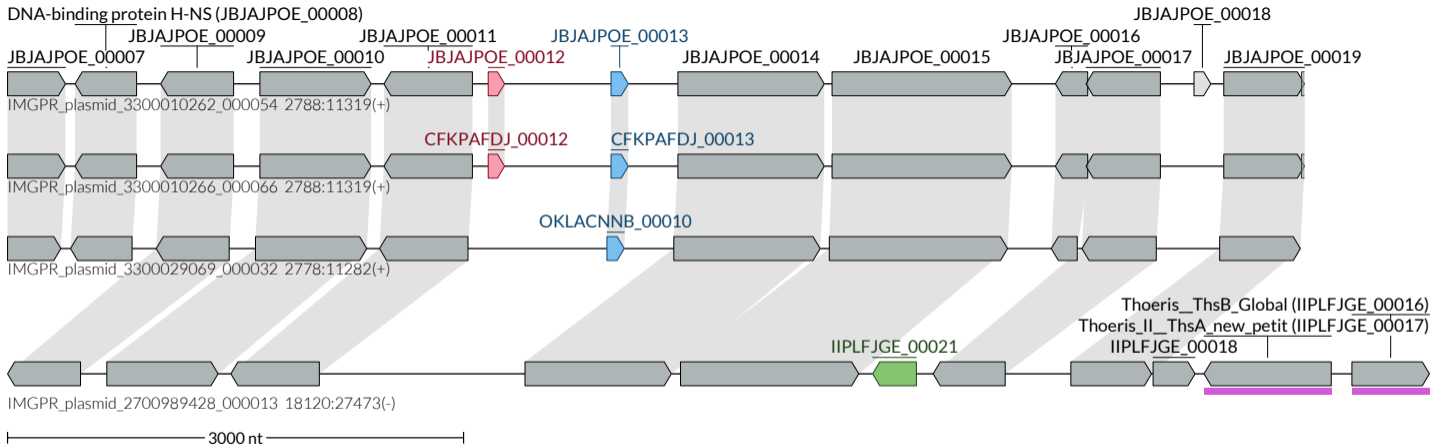 DNA-binding protein H-NS (JBJAJPOE_00008)
JBJAJPOE_00018
JBJAJPOE_00009
JBJAJPOE_00011
JBJAJPOE_00013
JBJAJPOE_00016
JBJAJPOE_00007
JBJAJPOE_00010
JBJAJPOE_00012
JBJAJPOE_00014
JBJAJPOE_00015
JBJAJPOE_00017
JBJAJPOE_00019
IMGPR_plasmid_3300010262_000054 2788:11319(+)
CFKPAFDJ_00012
CFKPAFDJ_00013
IMGPR_plasmid_3300010266_000066 2788:11319(+)
OKLACNNB_00010
IMGPR_plasmid_3300029069_000032 2778:11282(+)
Thoeris__ThsB_Global (IIPLFJGE_00016)
Thoeris_II__ThsA_new_petit (IIPLFJGE_00017)
IIPLFJGE_00021
IIPLFJGE_00018
IMGPR_plasmid_2700989428_000013 18120:27473(-)
3000 nt